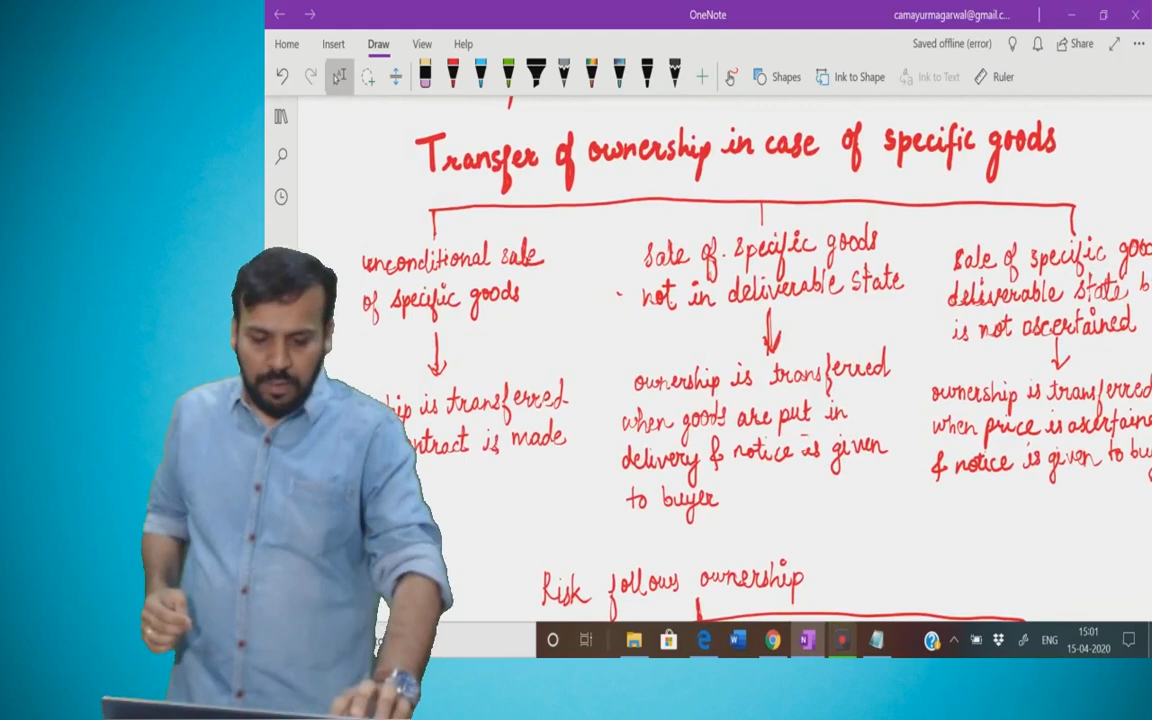 OneNote
camayurmagarwal@gmail.c...
Home Insert Draw View Help
Saved offline (error)
Share
Shapes
Ink to Shape
Ink to Text
Ruler
Transfer of ownership in case of specific goods
unconditional sale
of specific goods
ship is transferred
ntract is made
Sale of specific goods
not in deliverable state
ownership is transferred
when goods are put in
delivery & notice is given
to buyer
Sale of specific goo
deliverable state b
is not ascertained
ownership is transferred
when price is ascertaine
& notice is given to bu
Risk follows ownership
ENG
15:01
15-04-2020